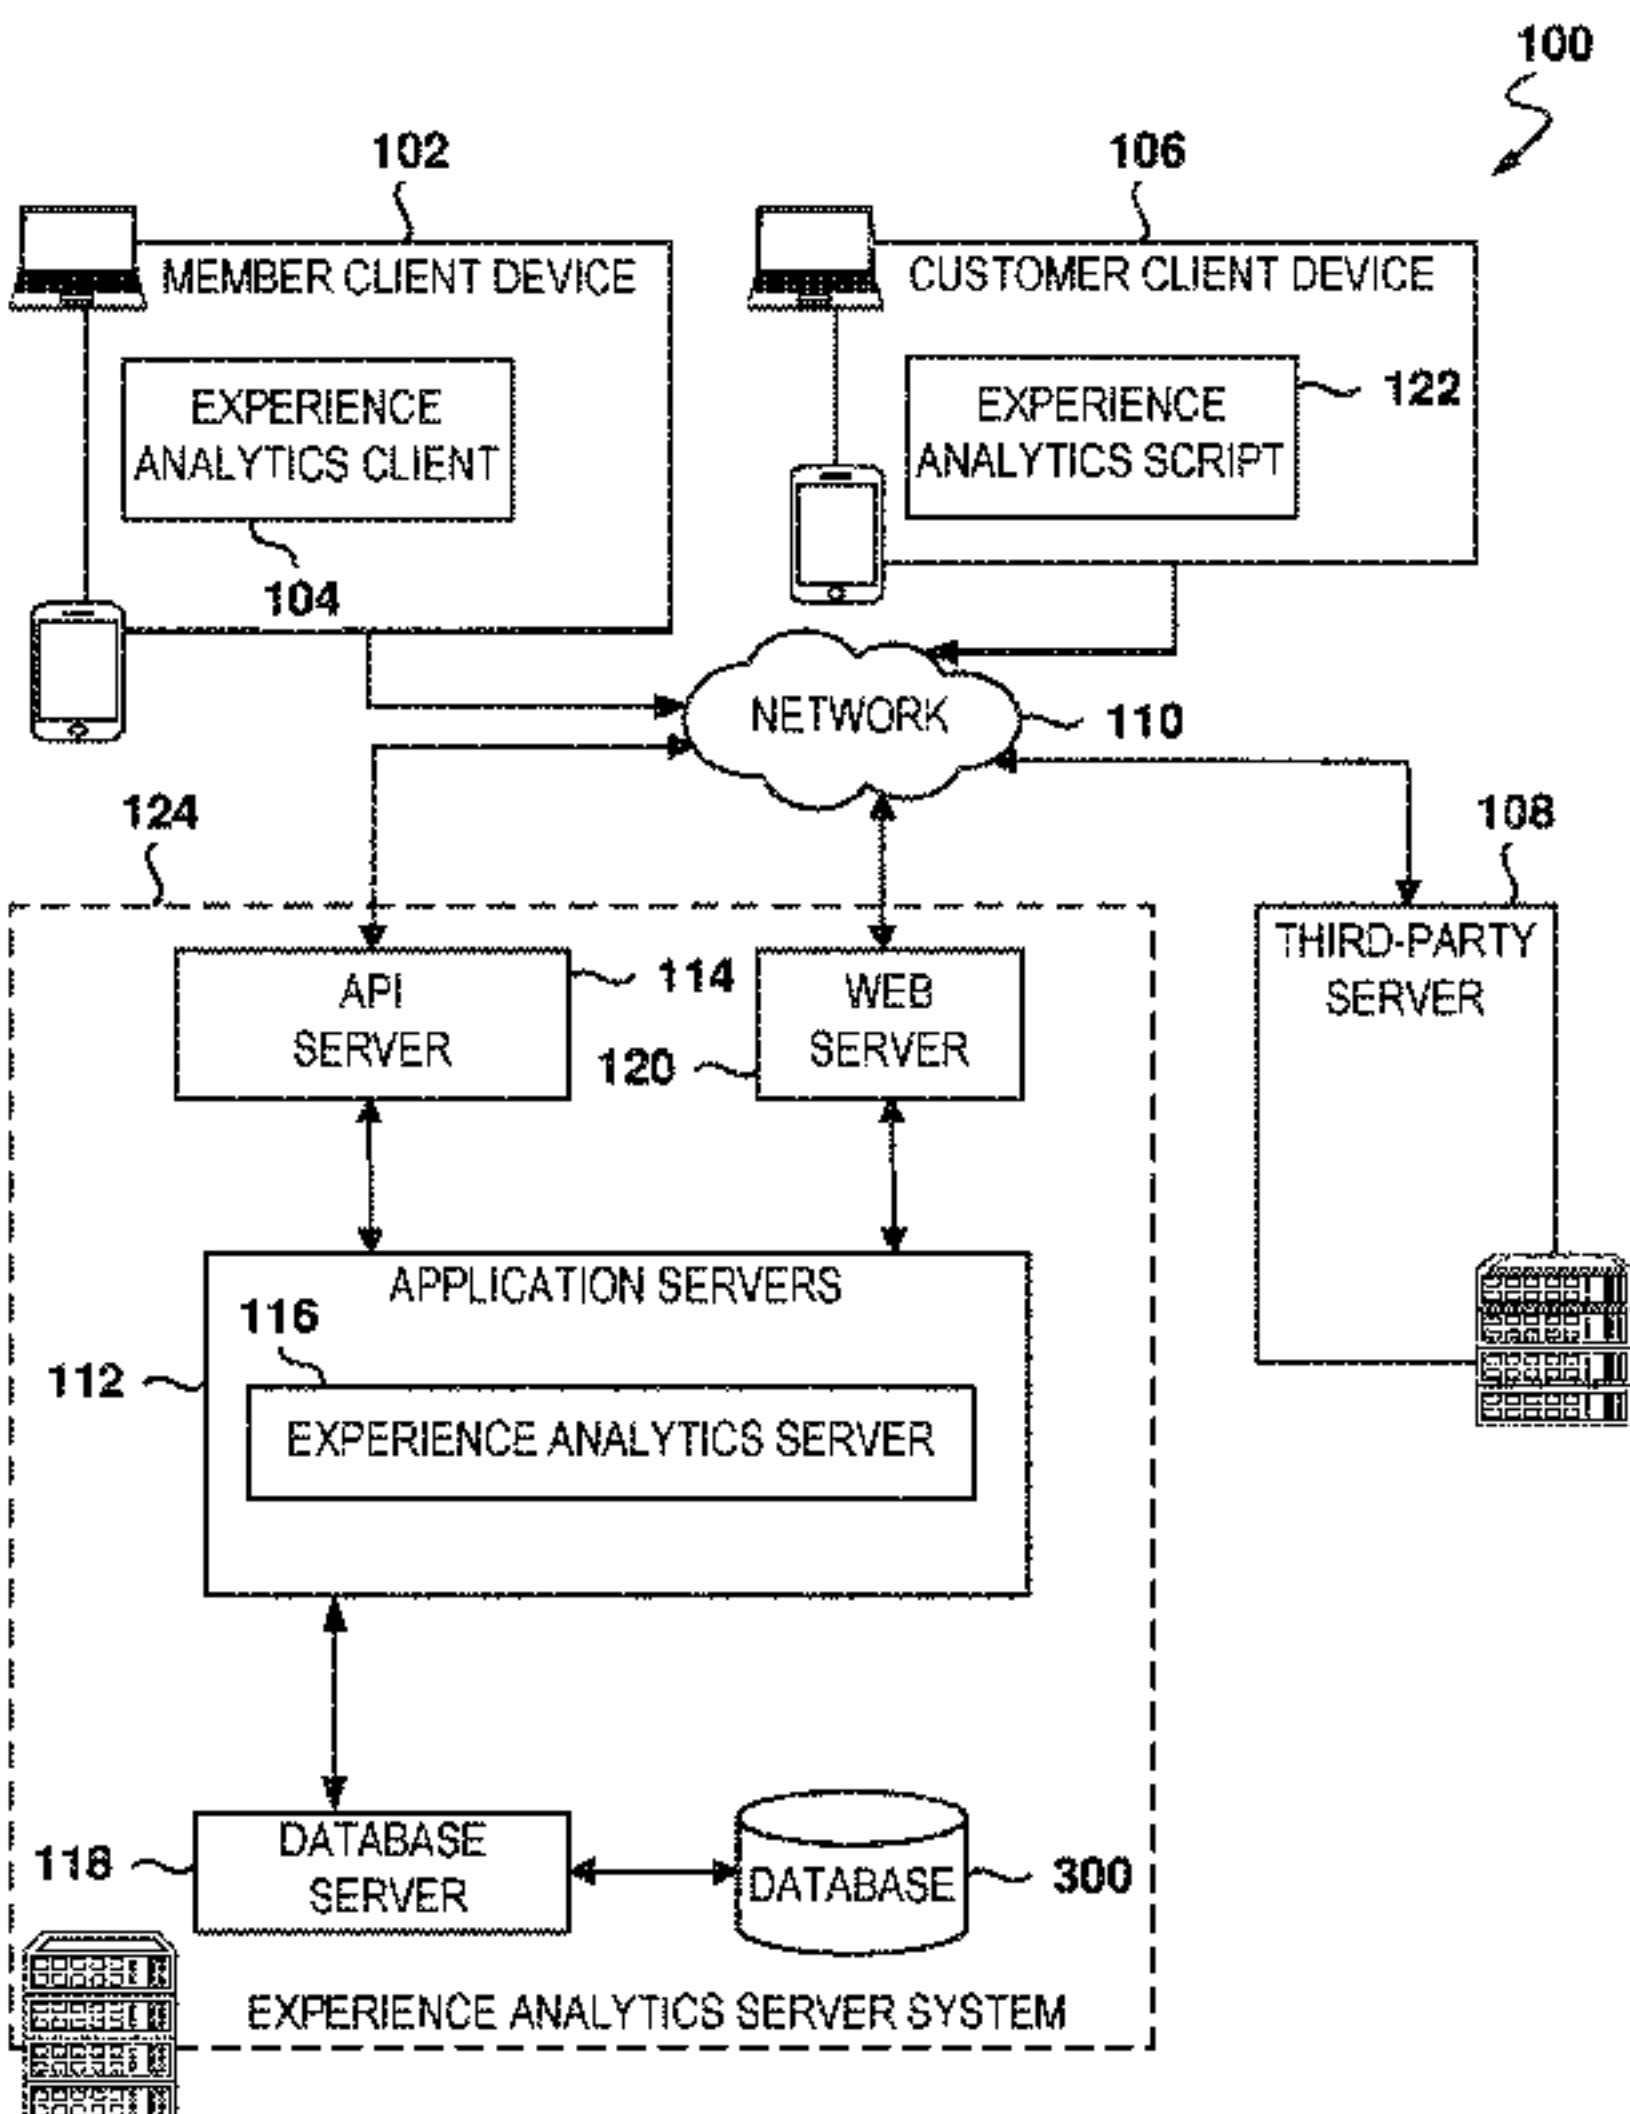 100
102
106
MEMBER CLIENT DEVICE
CUSTOMER CLIENT DEVICE
EXPERIENCE
ANALYTICS CLIENT
104
EXPERIENCE
ANALYTICS SCRIPT
122
NETWORK
110
124
108
API
SERVER
114
WEB
SERVER
120
THIRD-PARTY
SERVER
APPLICATION SERVERS
116
112
EXPERIENCE ANALYTICS SERVER
DATABASE
SERVER
118
DATABASE
300
EXPERIENCE ANALYTICS SERVER SYSTEM